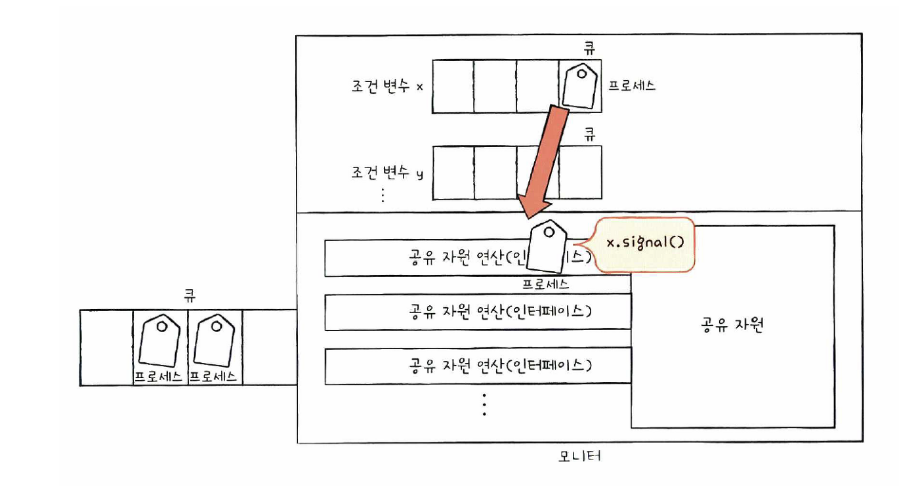 큐
조건 변수 x
프로세스
큐
조건 변수 y
⋮
x.signal()
공유 자원 연산(인터페이스)
프로세스
큐
공유 자원 연산(인터페이스)
공유 자원
프로세스 프로세스
공유 자원 연산(인터페이스)
⋮
모니터